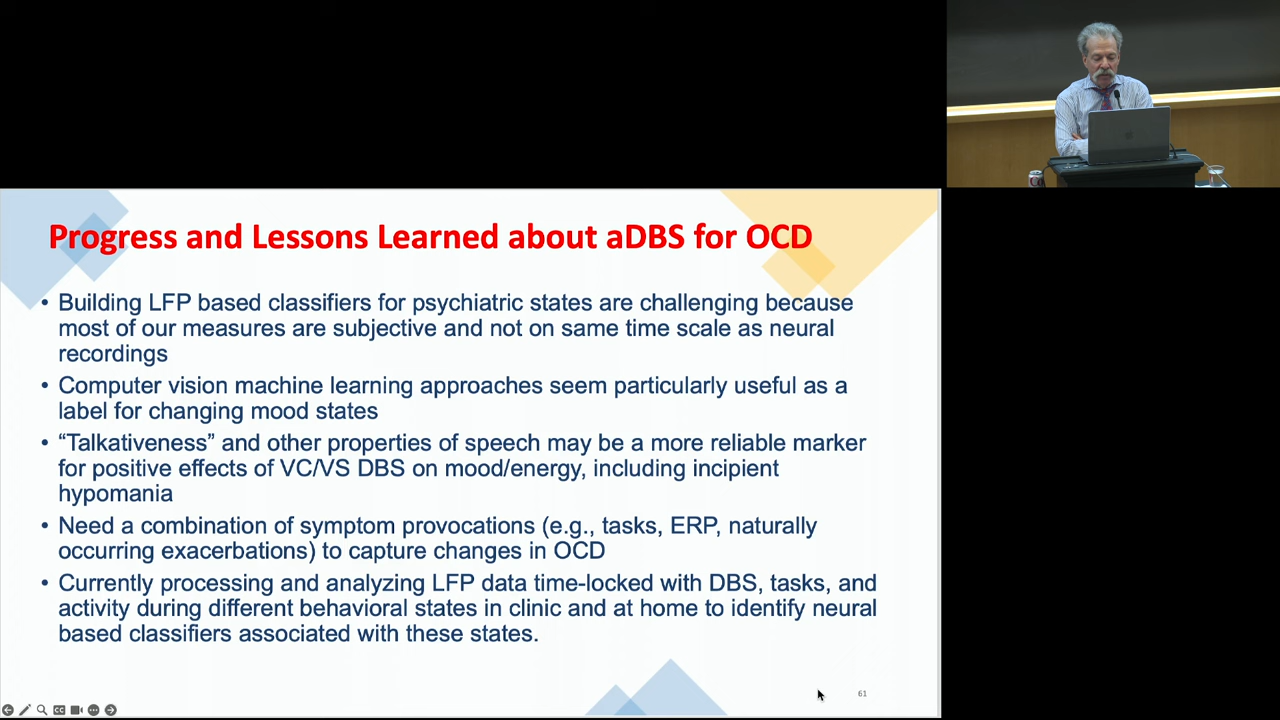 Progress and Lessons Learned about aDBS for OCD
• Building LFP based classifiers for psychiatric states are challenging because
most of our measures are subjective and not on same time scale as neural
recordings
• Computer vision machine learning approaches seem particularly useful as a
label for changing mood states
• “Talkativeness” and other properties of speech may be a more reliable marker
for positive effects of VC/VS DBS on mood/energy, including incipient
hypomania
• Need a combination of symptom provocations (e.g., tasks, ERP, naturally
occurring exacerbations) to capture changes in OCD
• Currently processing and analyzing LFP data time-locked with DBS, tasks, and
activity during different behavioral states in clinic and at home to identify neural
based classifiers associated with these states.
61